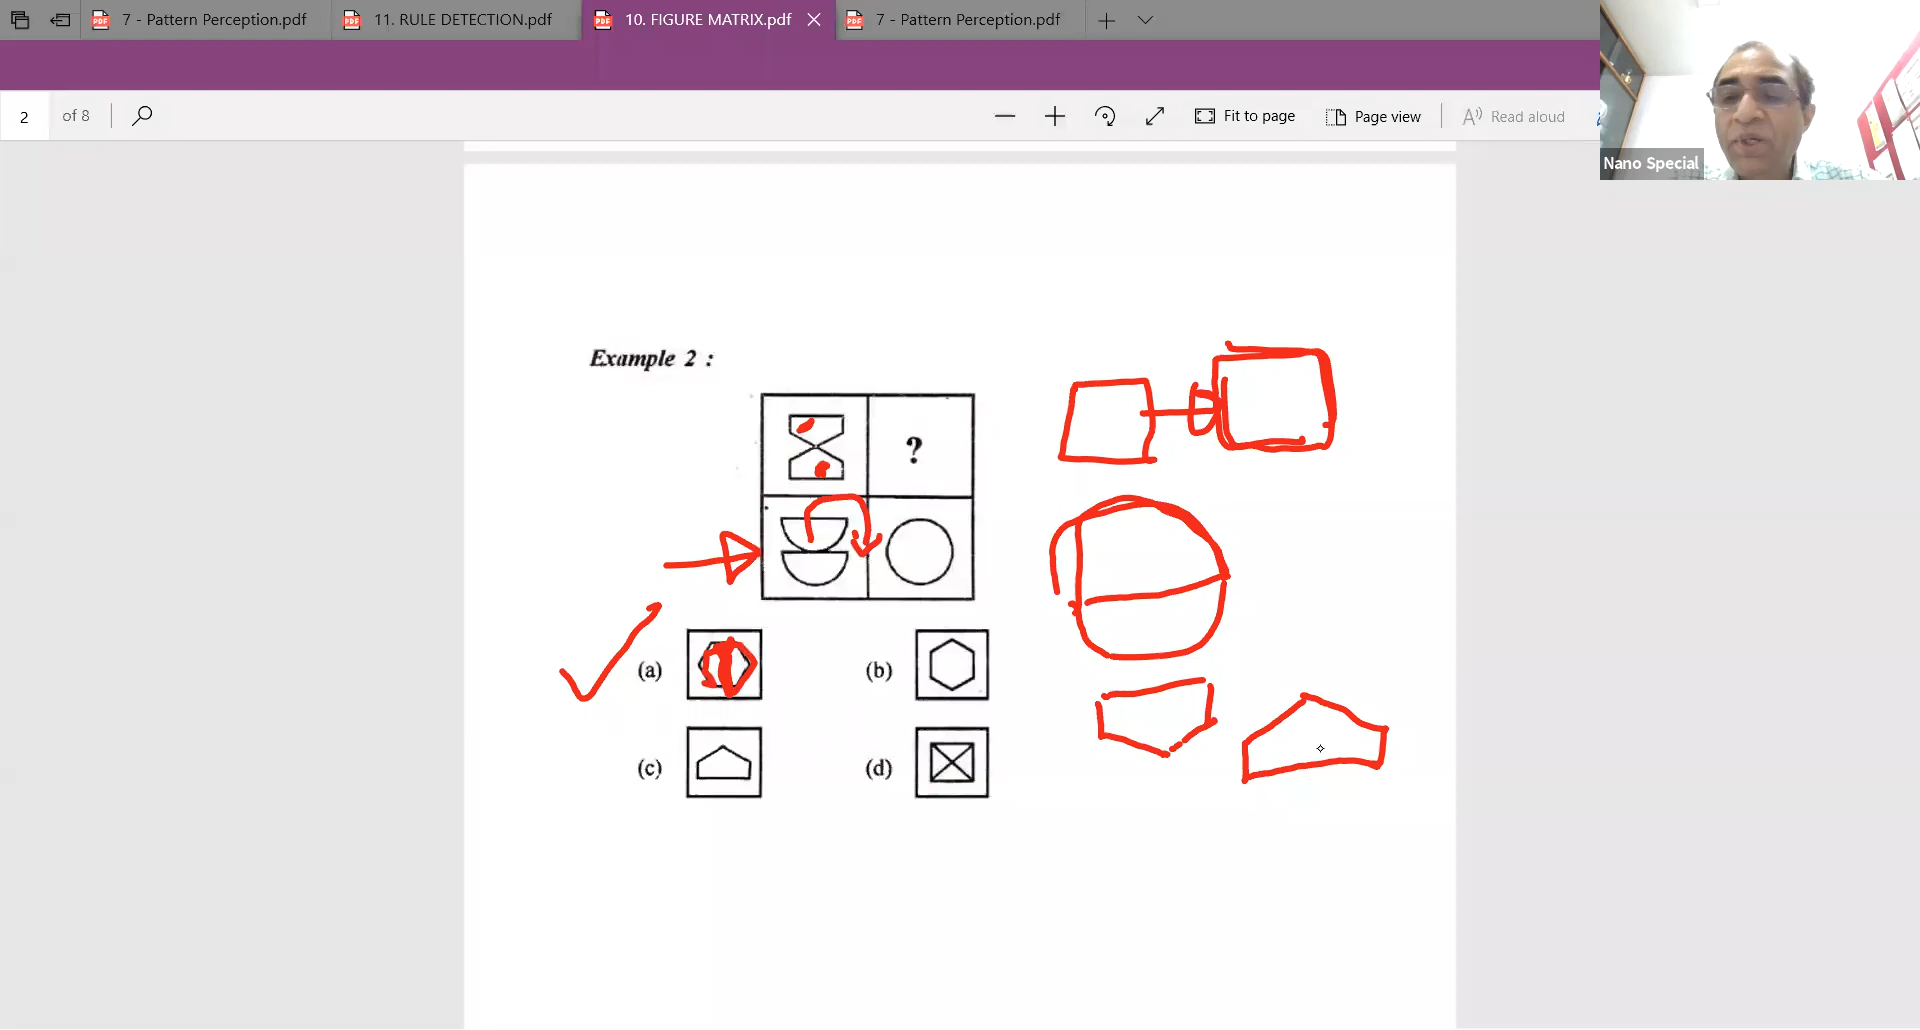 7 - Pattern Perception.pdf 11. RULE DETECTION.pdf 10. FIGURE MATRIX.pdf 7 - Pattern Perception.pdf
2 of 8 Fit to page Page view A Read aloud
Nano Special
Example 2 :
?
(a) (b)
(c) (d)